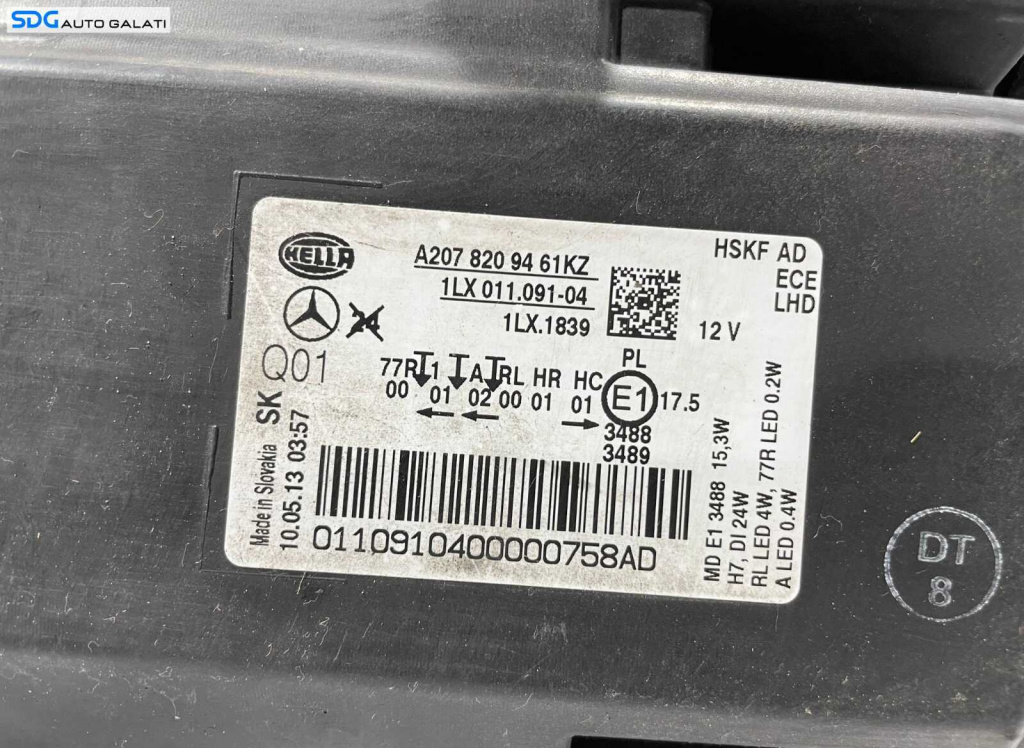 SDG AUTO GALATI
HELLA
A207 820 94 61KZ
1LX 011.091-04
1LX.1839
HSKF AD
ECE
LHD
12 V
24
Q01
PL
77R 1 A RL HR HC E1 17.5
00 01 02 00 01 01
3488
3489
SK
Made in Slovakia
10.05.13 03:57
0110910400000758AD
MD E1 3488 15,3W
H7, DI 24W
RL LED 4W, 77R LED 0.2W
A LED 0.4W
DT
8